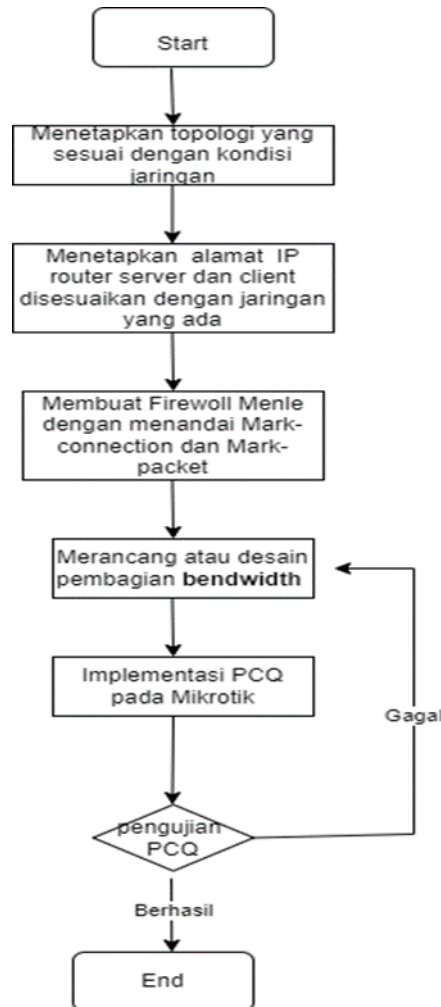 Start
Menetapkan topologi yang
sesuai dengan kondisi
jaringan
Menetapkan alamat IP
router server dan client
disesuaikan dengan jaringan
yang ada
Membuat Firewoll Menle
dengan menandai Mark-
connection dan Mark-
packet
Merancang atau desain
pembagian bendwidth
Implementasi PCQ
pada Mikrotik
Gagal
pengujian
PCQ
Berhasil
End